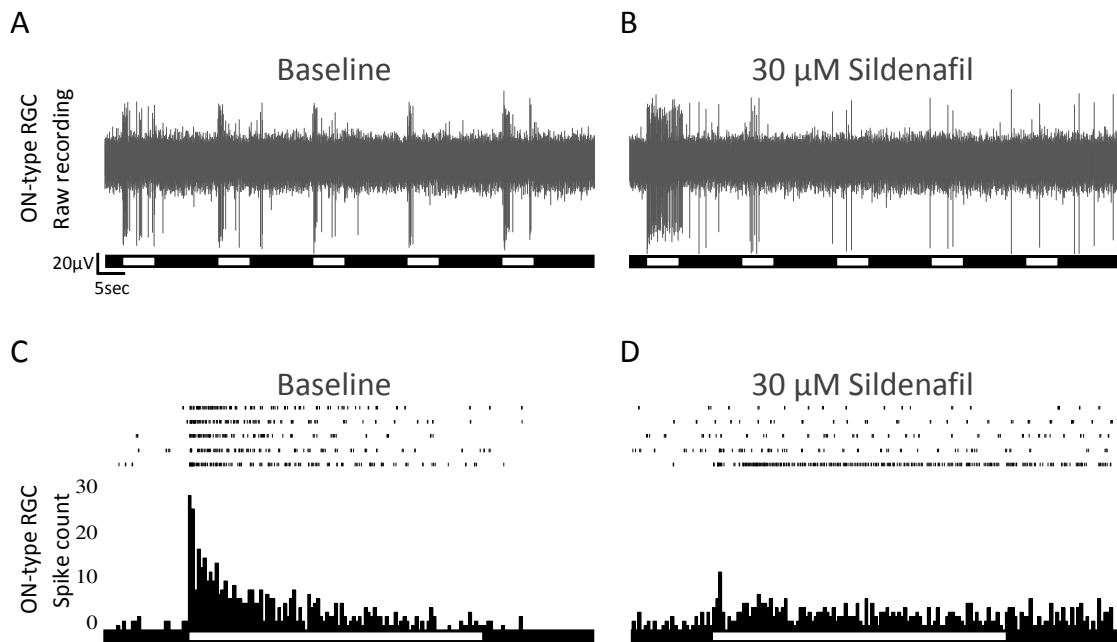 A
B
Baseline
30 µM Sildenafil
ON-type RGC
Raw recording
20µV
5sec
C
D
Baseline
30 µM Sildenafil
ON-type RGC
Spike count
30
20
10
0